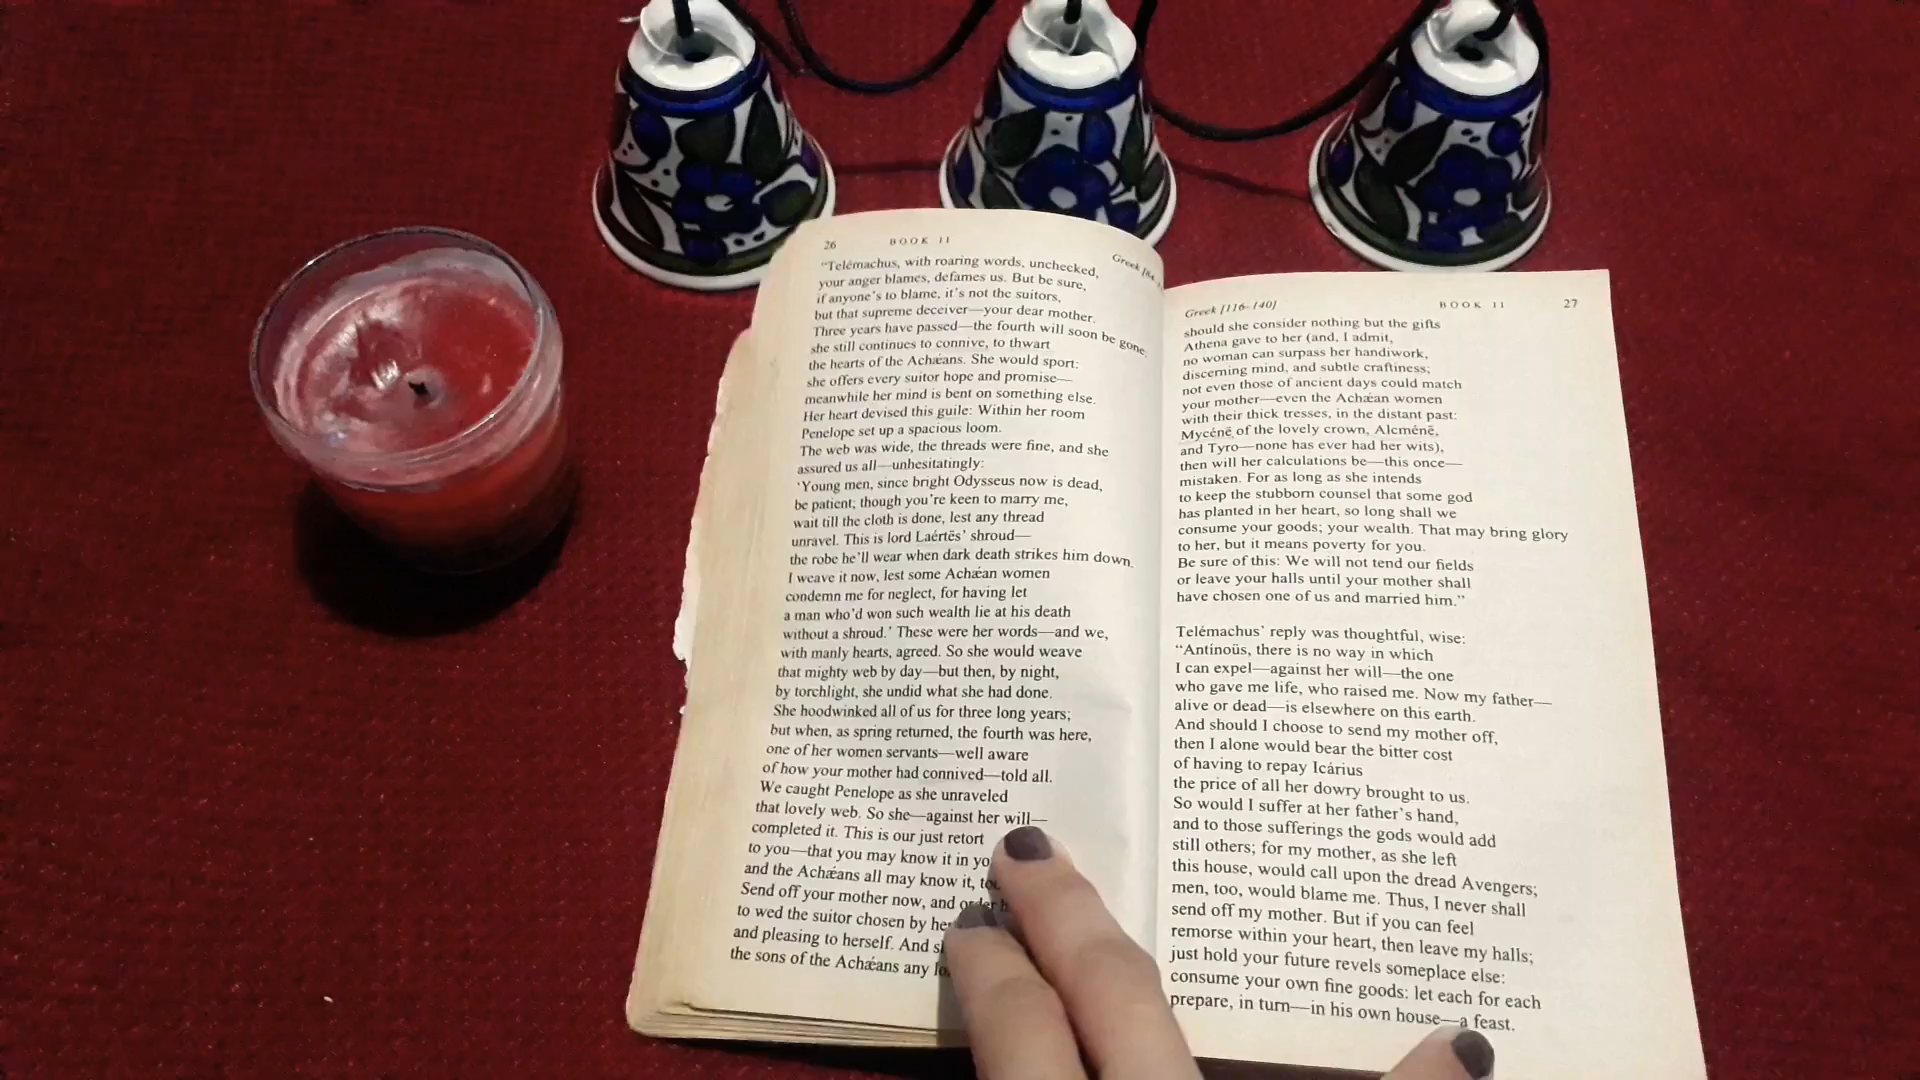 26 BOOK II Greek [84
“Telémachus, with roaring words, unchecked,
your anger blames, defames us. But be sure,
if anyone's to blame, it's not the suitors,
but that supreme deceiver—your dear mother.
Three years have passed—the fourth will soon be gone:
she still continues to connive, to thwart
the hearts of the Achǽans. She would sport:
she offers every suitor hope and promise—
meanwhile her mind is bent on something else.
Her heart devised this guile: Within her room
Penelope set up a spacious loom.
The web was wide, the threads were fine, and she
assured us all—unhesitatingly:
‘Young men, since bright Odysseus now is dead,
be patient; though you're keen to marry me,
wait till the cloth is done, lest any thread
unravel. This is lord Laértës' shroud—
the robe he'll wear when dark death strikes him down.
I weave it now, lest some Achǽan women
condemn me for neglect, for having let
a man who'd won such wealth lie at his death
without a shroud.’ These were her words—and we,
with manly hearts, agreed. So she would weave
that mighty web by day—but then, by night,
by torchlight, she undid what she had done.
She hoodwinked all of us for three long years;
but when, as spring returned, the fourth was here,
one of her women servants—well aware
of how your mother had connived—told all.
We caught Penelope as she unraveled
that lovely web. So she—against her will—
completed it. This is our just retort
to you—that you may know it in
and the Achǽans all may know it,
Send off your mother now, and order
to wed the suitor chosen by
and pleasing to herself. And
the sons of the Achǽans any
Greek [116–140] BOOK II 27
should she consider nothing but the gifts
Athena gave to her (and, I admit,
no woman can surpass her handiwork,
discerning mind, and subtle craftiness;
not even those of ancient days could match
your mother—even the Achǽan women
with their thick tresses, in the distant past:
Mycénë of the lovely crown, Alcménë,
and Tyro—none has ever had her wits),
then will her calculations be—this once—
mistaken. For as long as she intends
to keep the stubborn counsel that some god
has planted in her heart, so long shall we
consume your goods; your wealth. That may bring glory
to her, but it means poverty for you.
Be sure of this: We will not tend our fields
or leave your halls until your mother shall
have chosen one of us and married him.”
Telémachus' reply was thoughtful, wise:
“Antínoüs, there is no way in which
I can expel—against her will—the one
who gave me life, who raised me. Now my father—
alive or dead—is elsewhere on this earth.
And should I choose to send my mother off,
then I alone would bear the bitter cost
of having to repay Icárius
the price of all her dowry brought to us.
So would I suffer at her father's hand,
and to those sufferings the gods would add
still others; for my mother, as she left
this house, would call upon the dread Avengers;
men, too, would blame me. Thus, I never shall
send off my mother. But if you can feel
remorse within your heart, then leave my halls;
just hold your future revels someplace else:
consume your own fine goods: let each for each
prepare, in turn—in his own house—a feast.